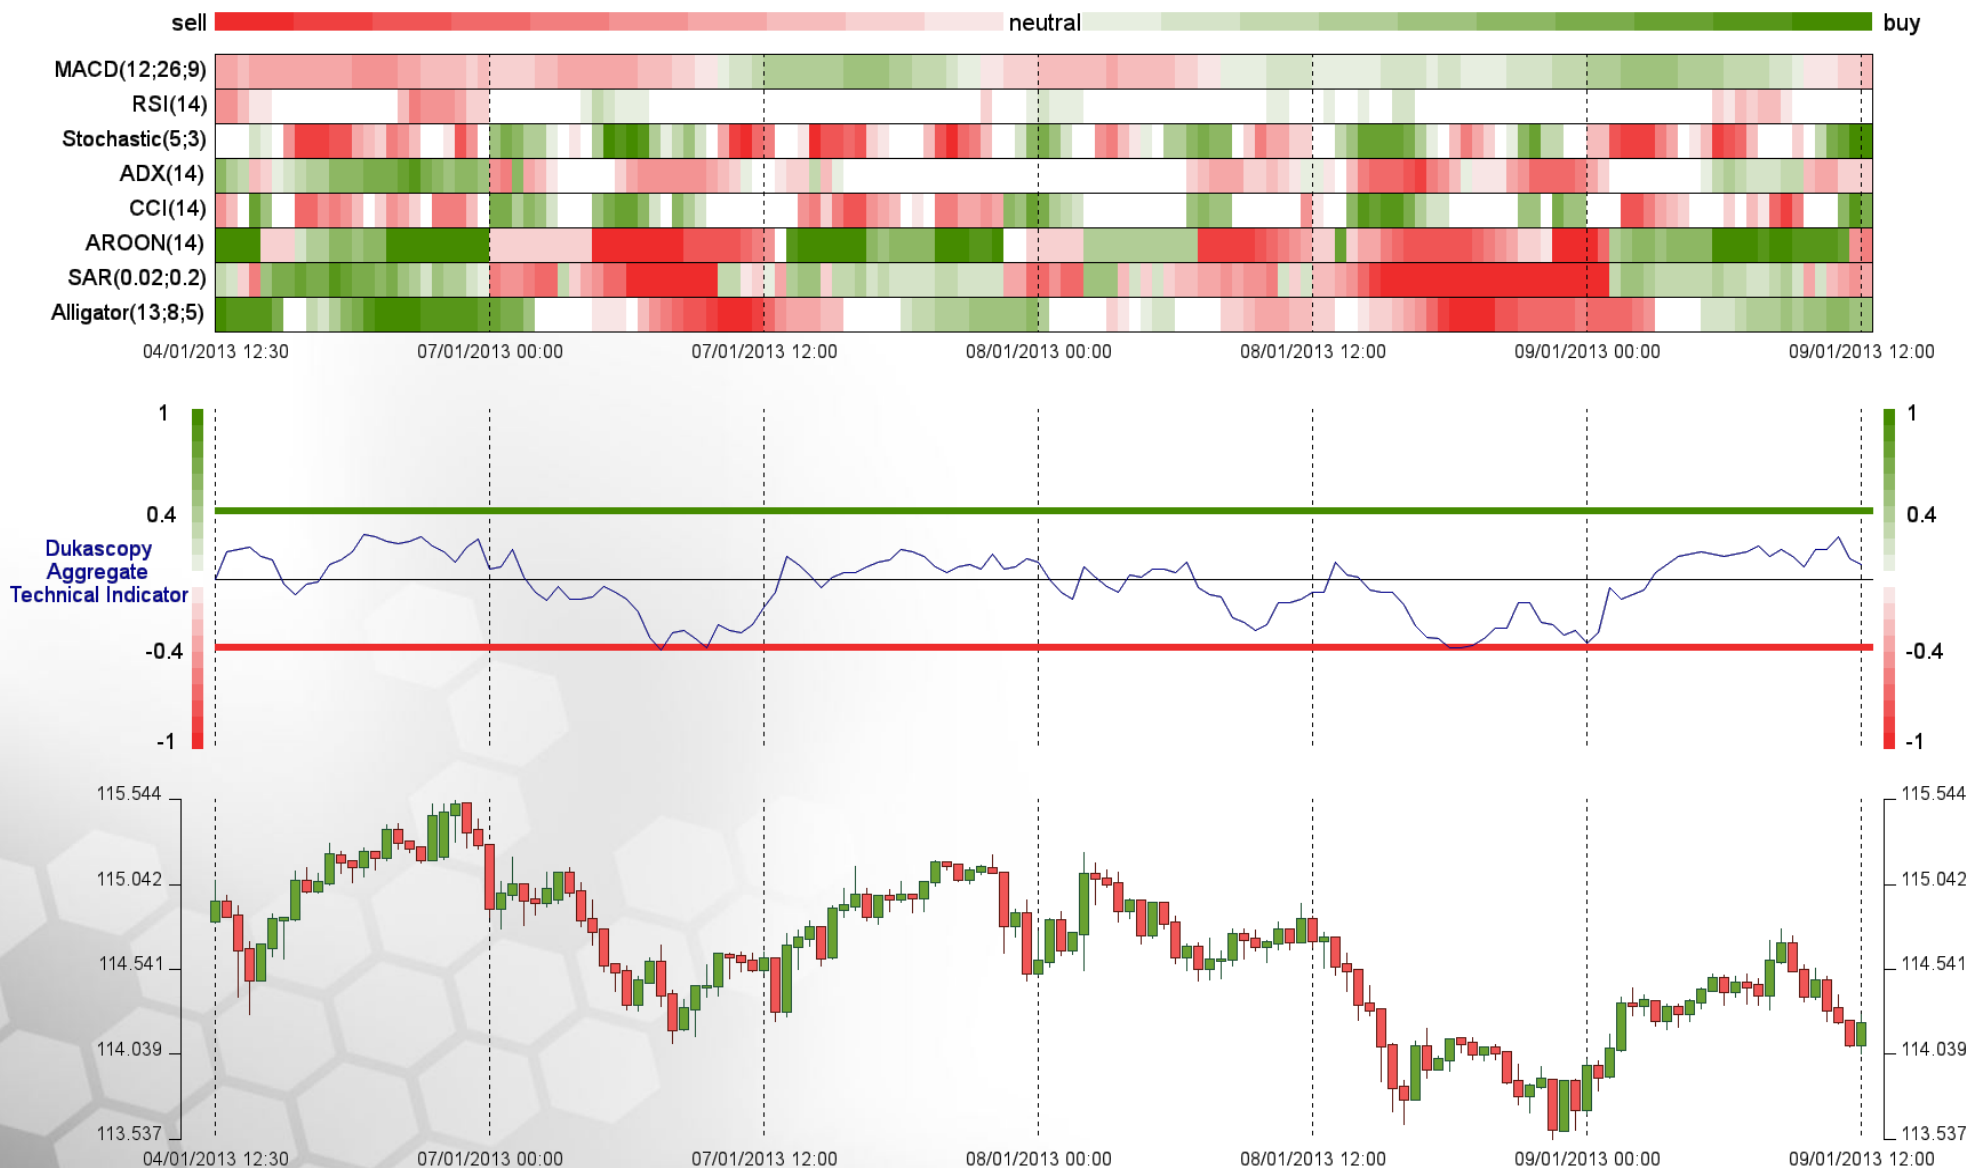 sell neutral buy
MACD(12;26;9)
RSI(14)
Stochastic(5;3)
ADX(14)
CCI(14)
AROON(14)
SAR(0.02;0.2)
Alligator(13;8;5)
04/01/2013 12:30 07/01/2013 00:00 07/01/2013 12:00 08/01/2013 00:00 08/01/2013 12:00 09/01/2013 00:00 09/01/2013 12:00
1 1
0.4 0.4
Dukascopy
Aggregate
Technical Indicator
-0.4 -0.4
-1 -1
115.544 115.544
115.042 115.042
114.541 114.541
114.039 114.039
113.537 113.537
04/01/2013 12:30 07/01/2013 00:00 07/01/2013 12:00 08/01/2013 00:00 08/01/2013 12:00 09/01/2013 00:00 09/01/2013 12:00